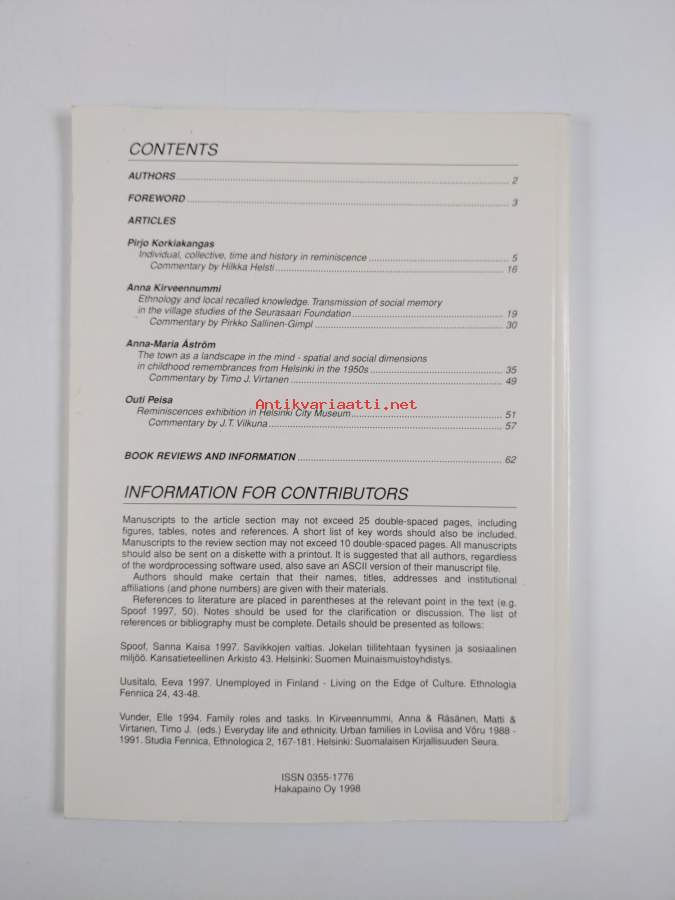 CONTENTS
AUTHORS 2
FOREWORD 3
ARTICLES
Pirjo Korkiakangas
Individual, collective, time and history in reminiscence 5
Commentary by Hilkka Helsti 16
Anna Kirveennummi
Ethnology and local recalled knowledge. Transmission of social memory
in the village studies of the Seurasaari Foundation 19
Commentary by Pirkko Sallinen-Gimpl 30
Anna-Maria Åström
The town as a landscape in the mind - spatial and social dimensions
in childhood remembrances from Helsinki in the 1950s 35
Commentary by Timo J. Virtanen 49
Antikvariaatti.net
Outi Peisa
Reminiscences exhibition in Helsinki City Museum 51
Commentary by J.T. Vilkuna 57
BOOK REVIEWS AND INFORMATION 62
INFORMATION FOR CONTRIBUTORS
Manuscripts to the article section may not exceed 25 double-spaced pages, including
figures, tables, notes and references. A short list of key words should also be included.
Manuscripts to the review section may not exceed 10 double-spaced pages. All manuscripts
should also be sent on a diskette with a printout. It is suggested that all authors, regardless
of the wordprocessing software used, also save an ASCII version of their manuscript file.
Authors should make certain that their names, titles, addresses and institutional
affiliations (and phone numbers) are given with their materials.
References to literature are placed in parentheses at the relevant point in the text (e.g.
Spoof 1997, 50). Notes should be used for the clarification or discussion. The list of
references or bibliography must be complete. Details should be presented as follows:
Spoof, Sanna Kaisa 1997. Savikkojen valtias. Jokelan tiilitehtaan fyysinen ja sosiaalinen
miljöö. Kansatieteellinen Arkisto 43. Helsinki: Suomen Muinaismuistoyhdistys.
Uusitalo, Eeva 1997. Unemployed in Finland - Living on the Edge of Culture. Ethnologia
Fennica 24, 43-48.
Vunder, Elle 1994. Family roles and tasks. In Kirveennummi, Anna & Räsänen, Matti &
Virtanen, Timo J. (eds.) Everyday life and ethnicity. Urban families in Loviisa and Võru 1988 -
1991. Studia Fennica, Ethnologica 2, 167-181. Helsinki: Suomalaisen Kirjallisuuden Seura.
ISSN 0355-1776
Hakapaino Oy 1998